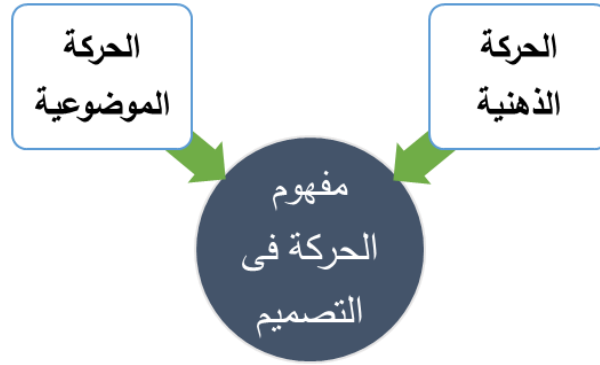 الحركة
الذهنية
الحركة
الموضوعية
مفهوم
الحركة فى
التصميم